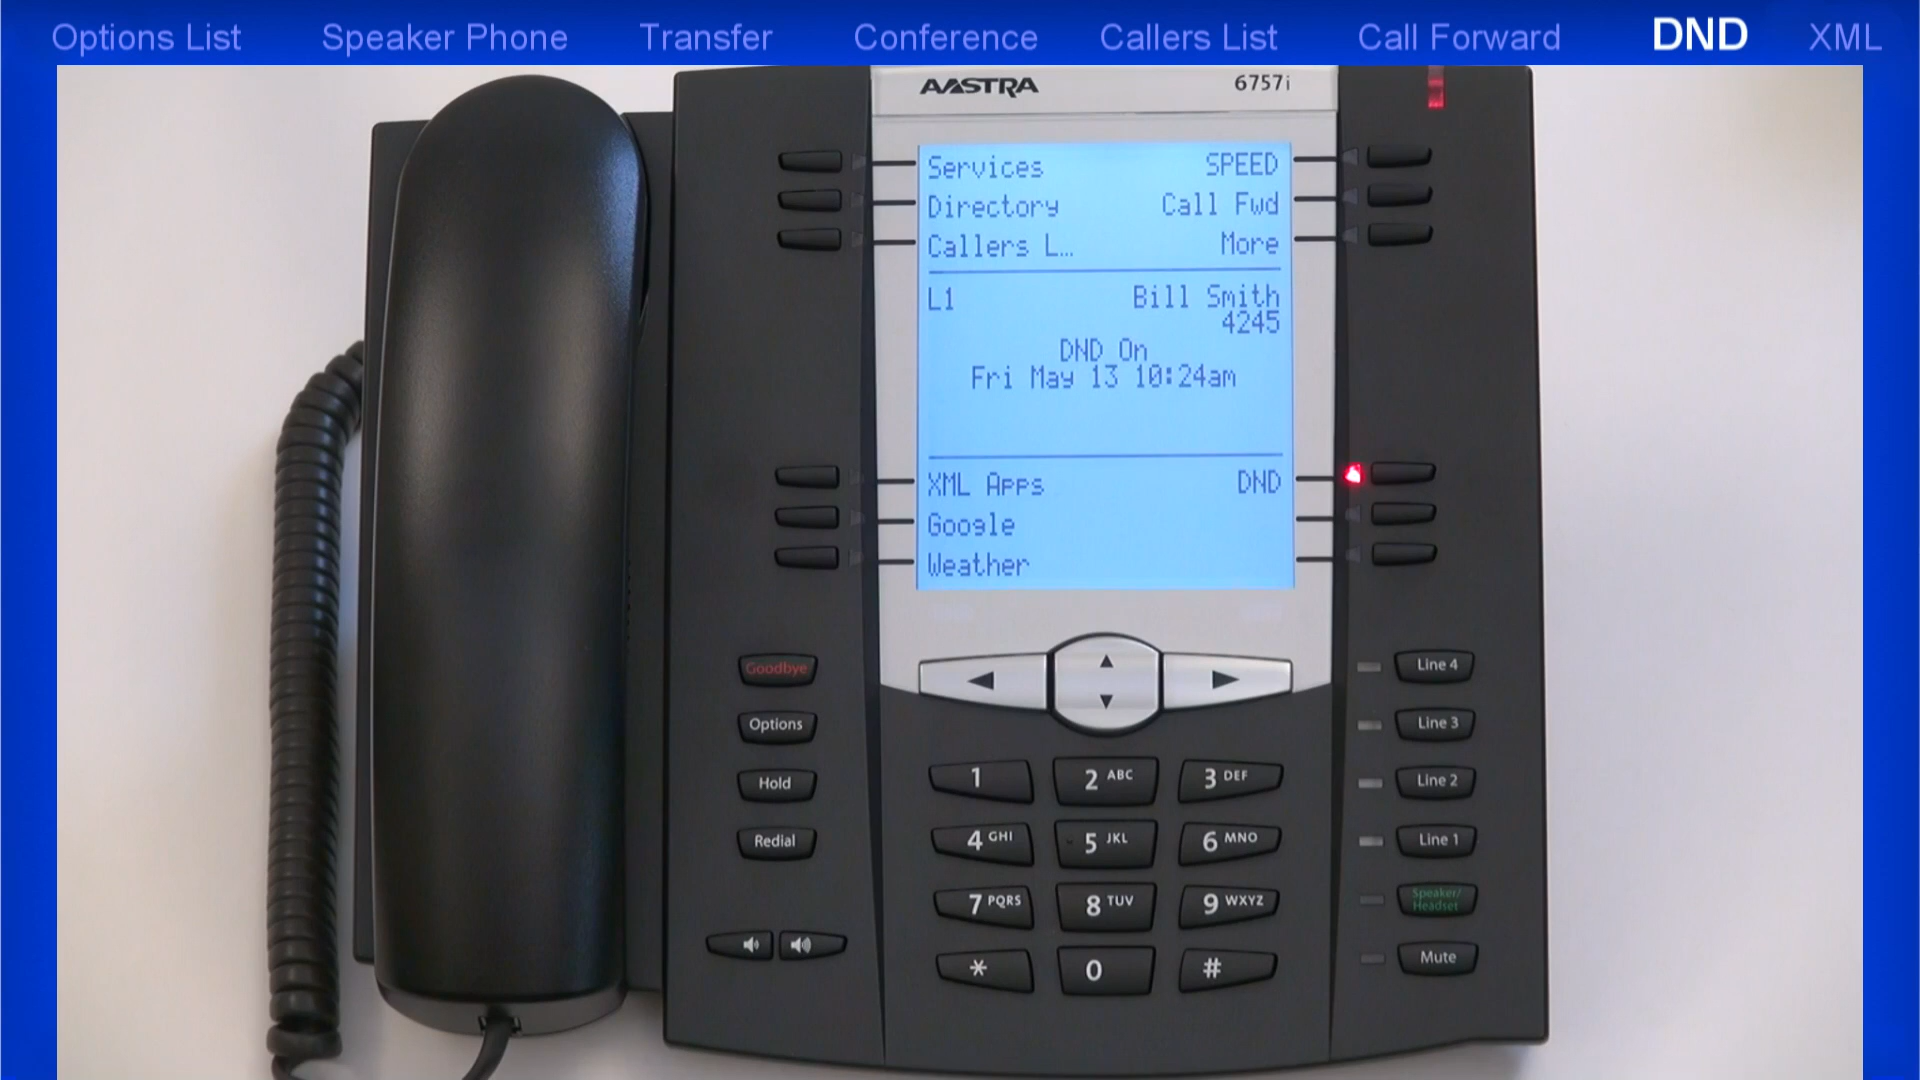 Options List Speaker Phone Transfer Conference Callers List Call Forward DND XML
AASTRA 6757i
Services SPEED
Directory Call Fwd
Callers L... More
L1 Bill Smith
4245
DND On
Fri May 13 10:24am
XML Apps DND
Google
Weather
Goodbye
Options
Hold
Redial
1 2 ABC 3 DEF
4 GHI 5 JKL 6 MNO
7 PQRS 8 TUV 9 WXYZ
* 0 #
Line 4
Line 3
Line 2
Line 1
Speaker/
Headset
Mute